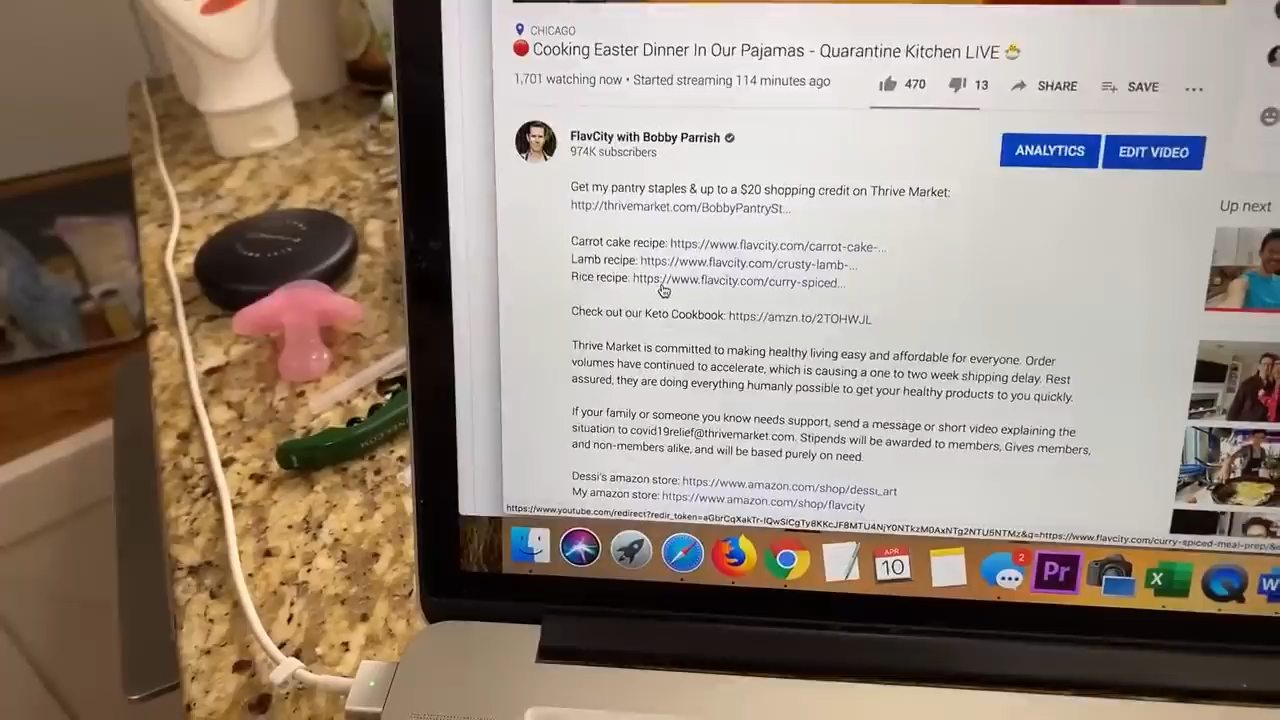 CHICAGO
Cooking Easter Dinner In Our Pajamas - Quarantine Kitchen LIVE
1,701 watching now • Started streaming 114 minutes ago
470
13
SHARE
SAVE
FlavCity with Bobby Parrish
974K subscribers
ANALYTICS
EDIT VIDEO
Get my pantry staples & up to a $20 shopping credit on Thrive Market:
http://thrivemarket.com/BobbyPantrySt...
Up next
Carrot cake recipe: https://www.flavcity.com/carrot-cake-...
Lamb recipe: https://www.flavcity.com/crusty-lamb-...
Rice recipe: https://www.flavcity.com/curry-spiced...
Check out our Keto Cookbook: https://amzn.to/2TOHWJL
Thrive Market is committed to making healthy living easy and affordable for everyone. Order
volumes have continued to accelerate, which is causing a one to two week shipping delay. Rest
assured, they are doing everything humanly possible to get your healthy products to you quickly.
If your family or someone you know needs support, send a message or short video explaining the
situation to covid19relief@thrivemarket.com. Stipends will be awarded to members, Gives members,
and non-members alike, and will be based purely on need.
Dessi's amazon store: https://www.amazon.com/shop/dessi_art
My amazon store: https://www.amazon.com/shop/flavcity
APR
10
2
Pr
X
W